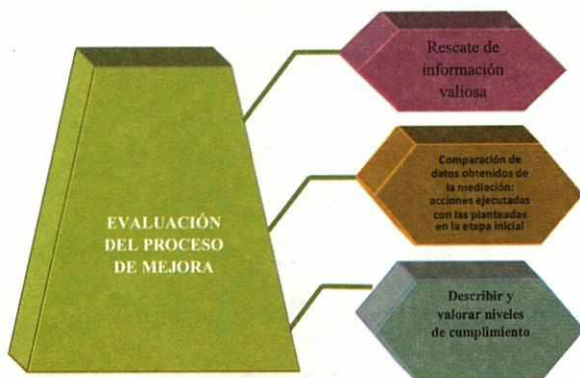 EVALUACIÓN
DEL PROCESO
DE MEJORA
Rescate de
información
valiosa
Comparación de
datos obtenidos de
la mediación:
acciones ejecutadas
con las planteadas
en la etapa inicial
Describir y
valorar niveles
de cumplimiento